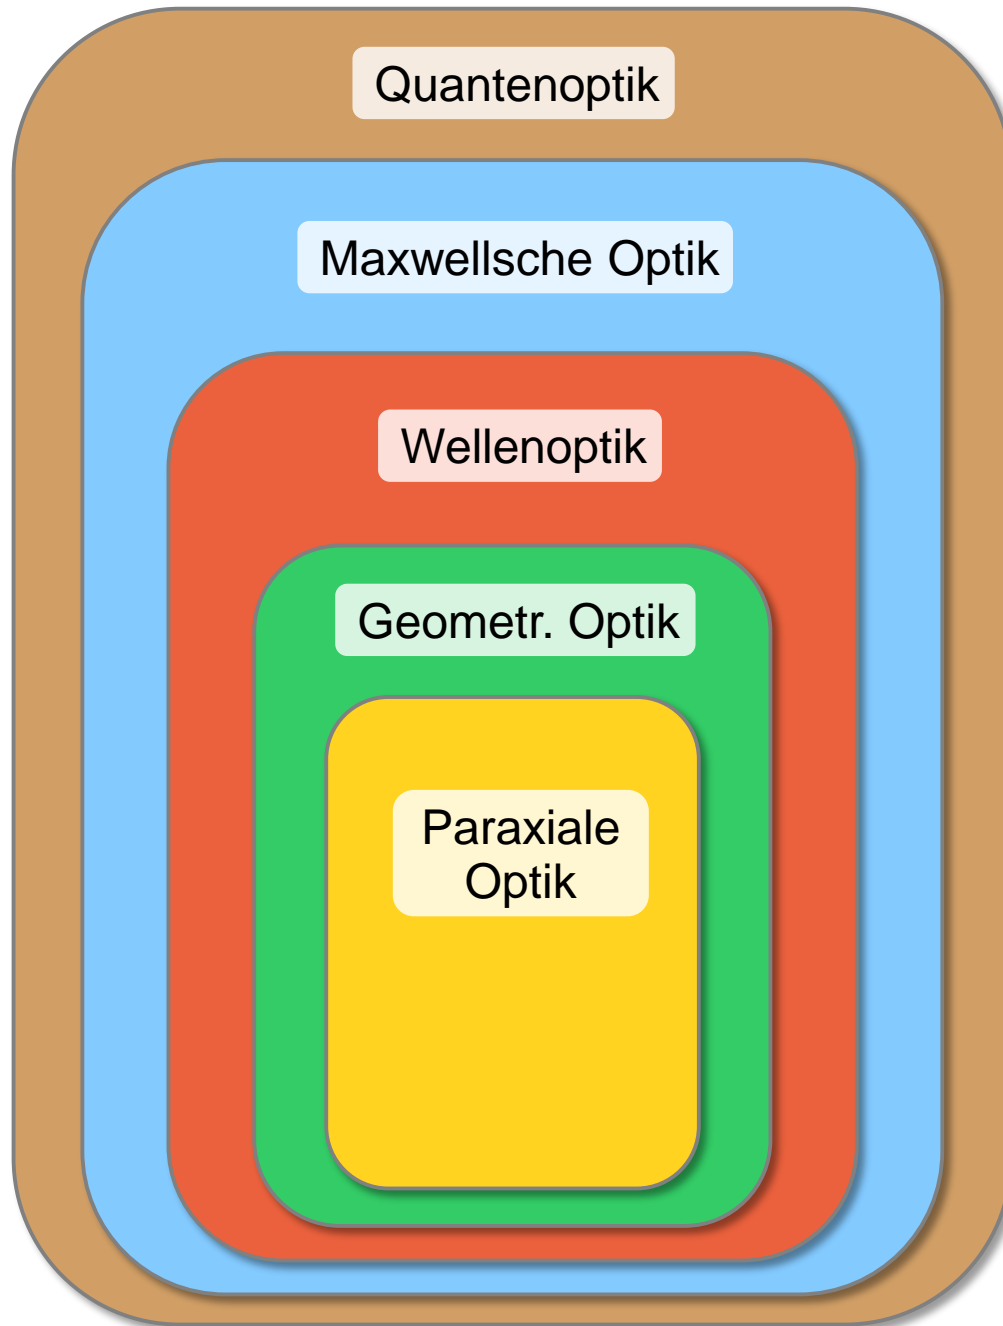 Quantenoptik
Maxwellsche Optik
Wellenoptik
Geometr. Optik
Paraxiale
Optik